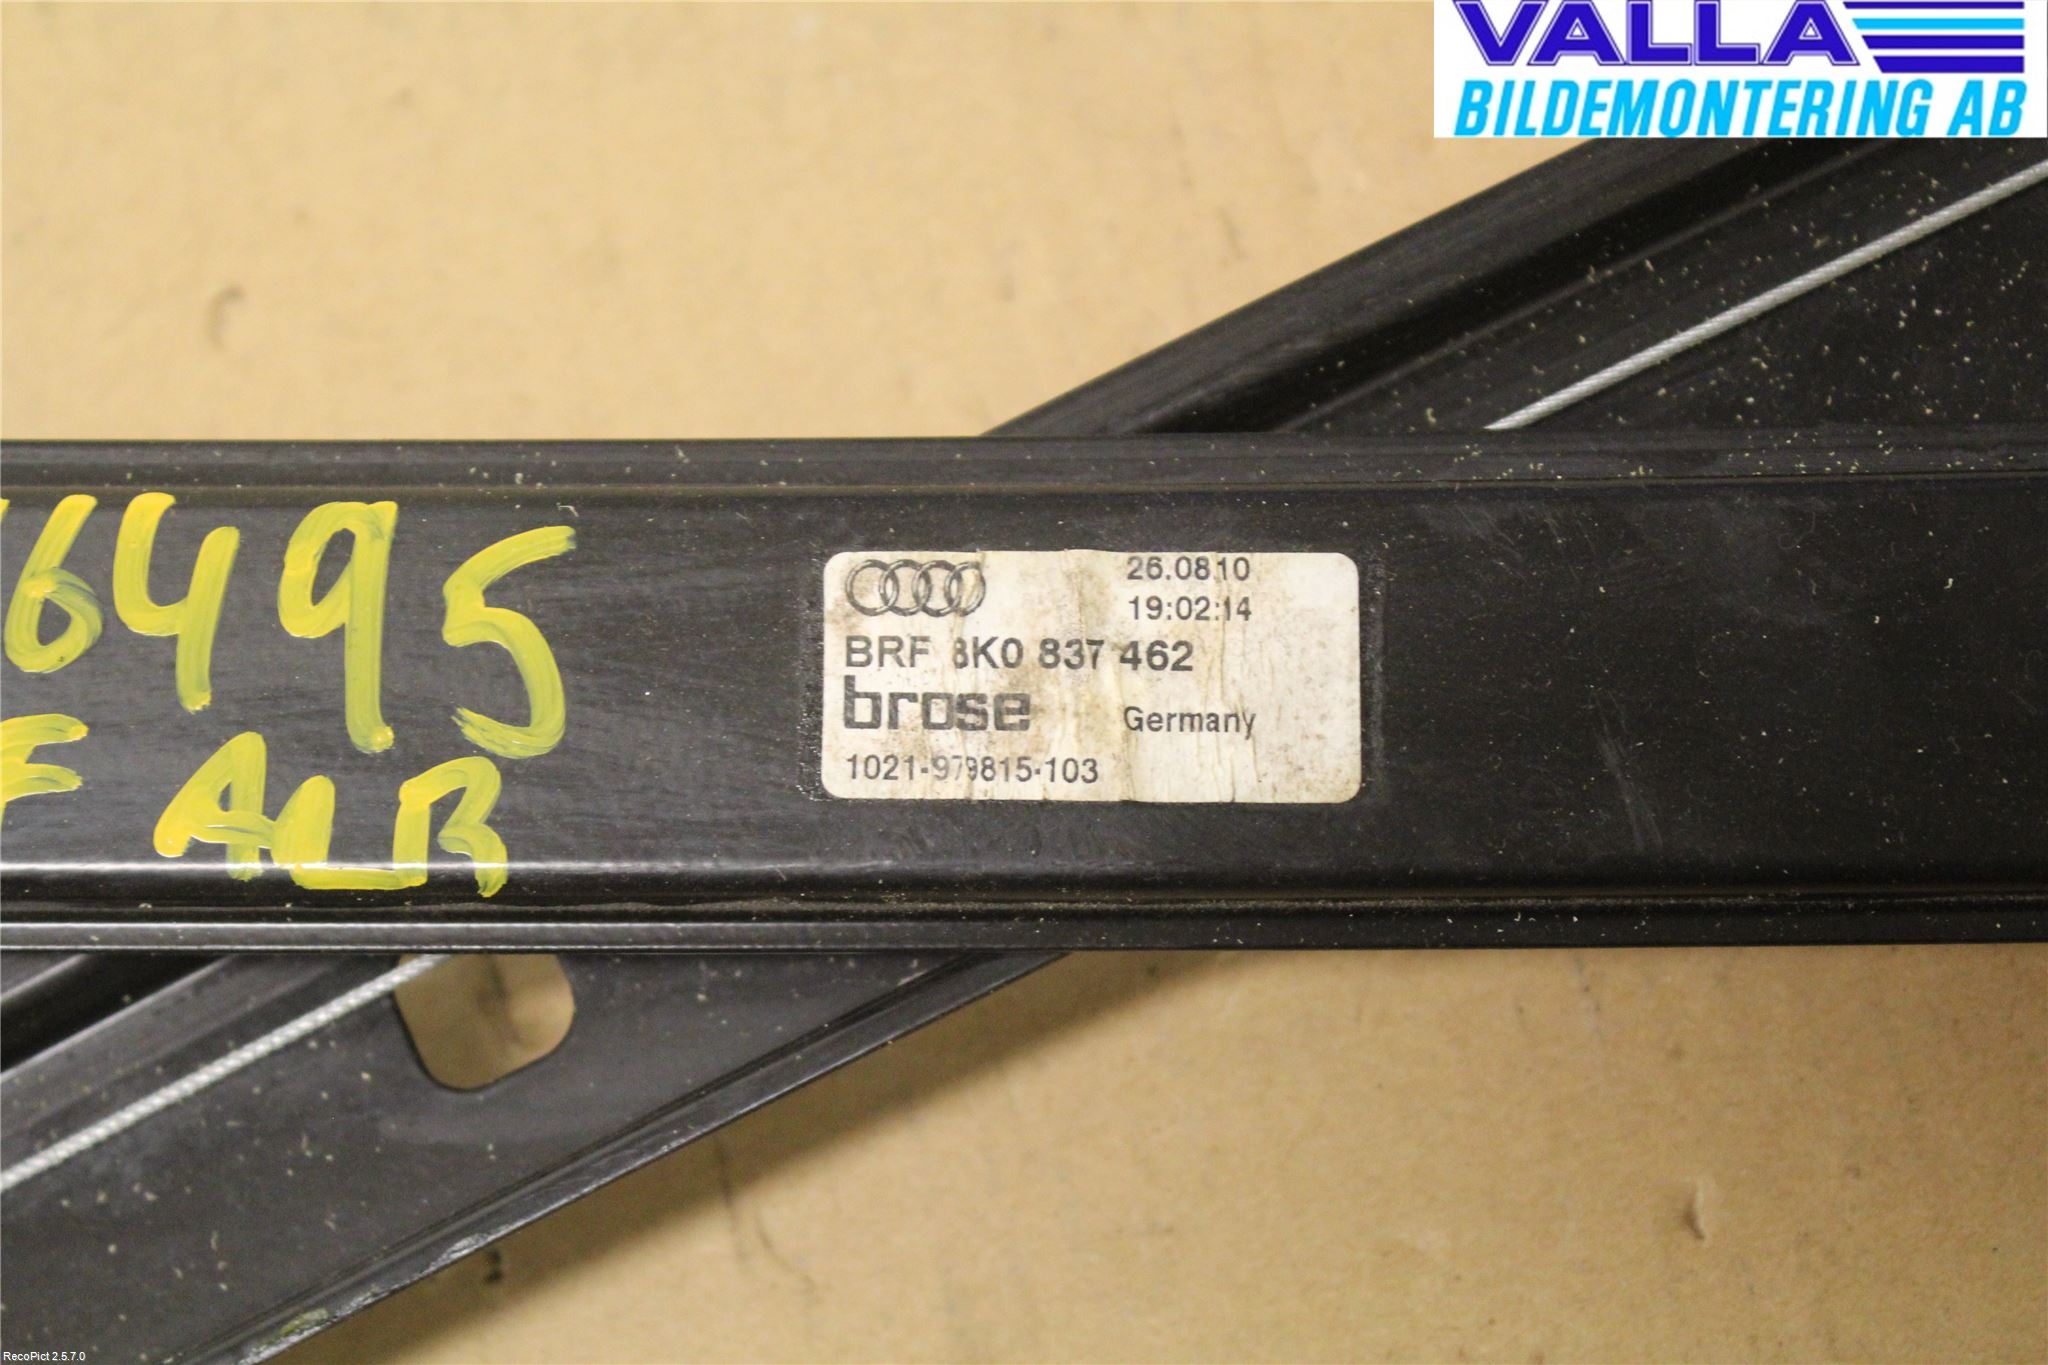 VALLA
BILDEMONTERING AB
6495
F ALR
26.08.10
19:02:14
BRF 8K0 837 462
brose
Germany
1021-979815-103
RecoPict 2.5.7.0